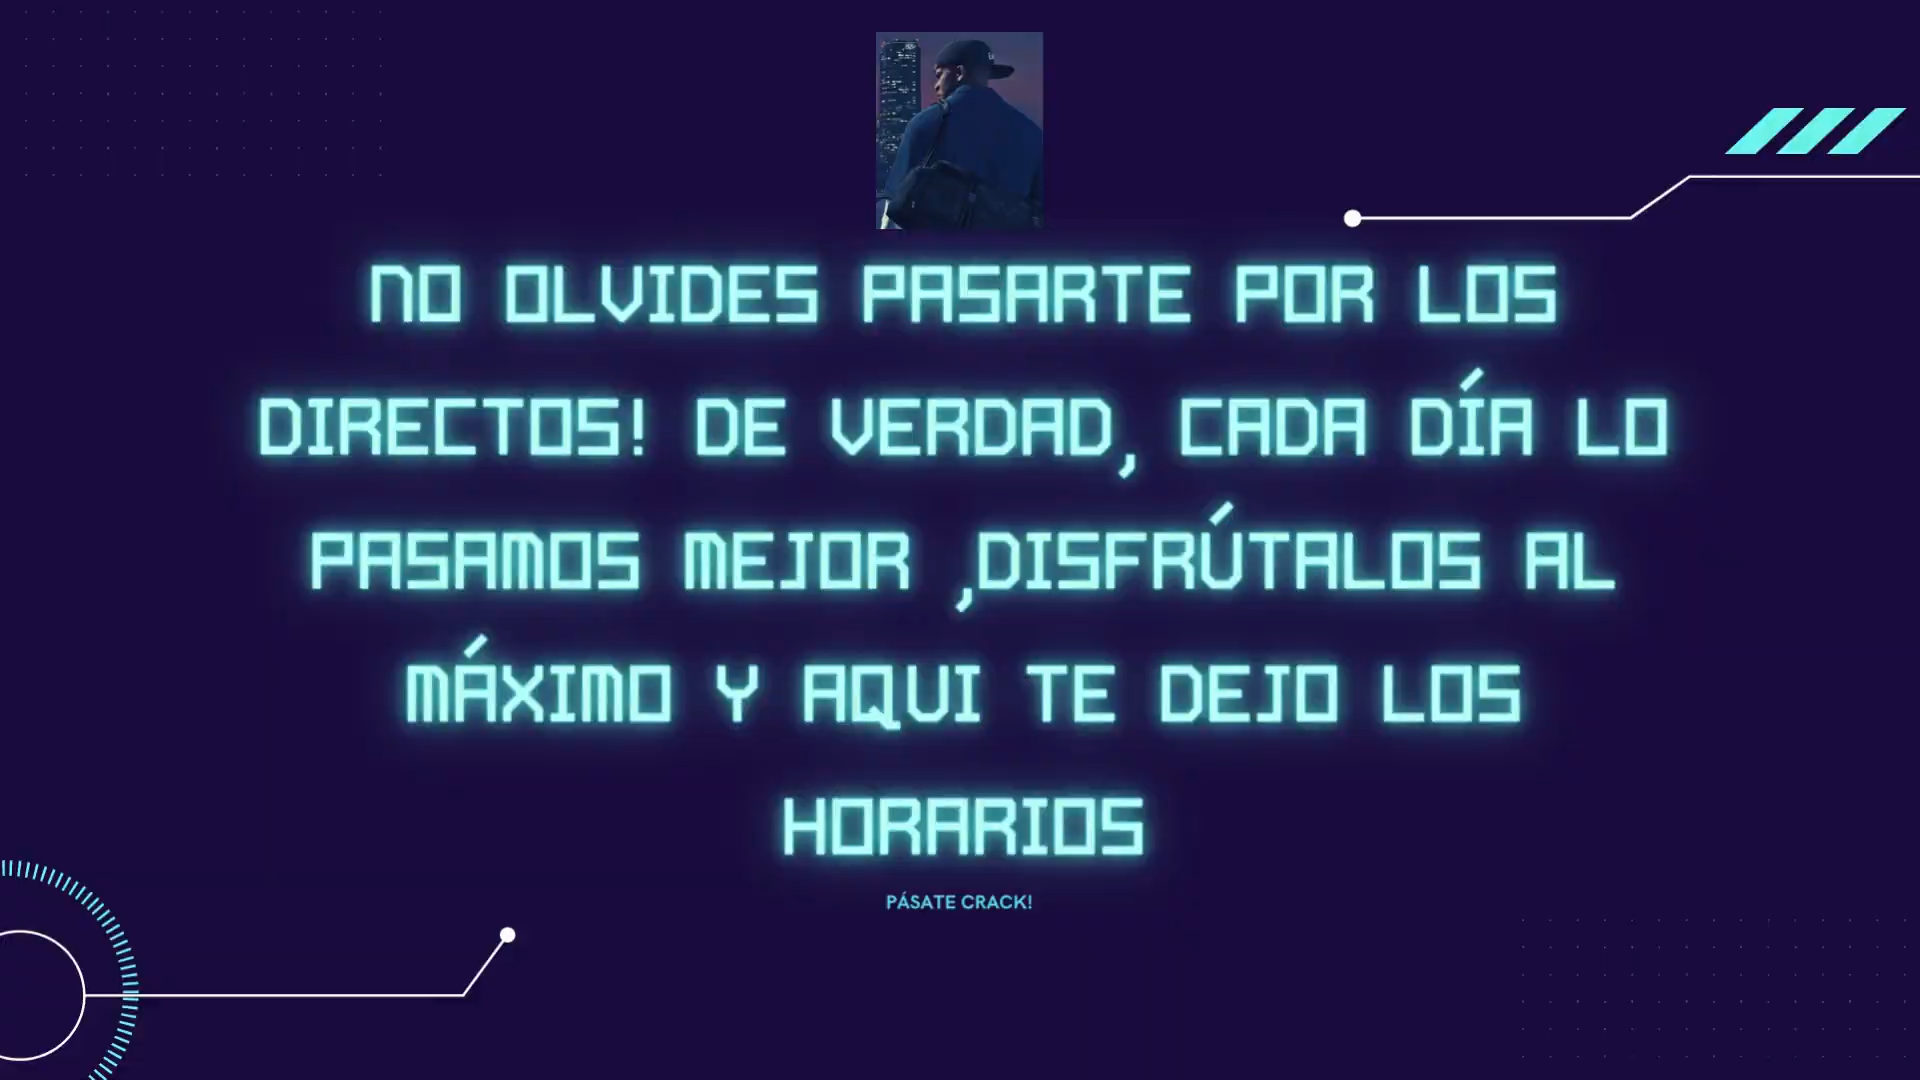 NO OLVIDES PASARTE POR LOS
DIRECTOS! DE VERDAD, CADA DÍA LO
PASAMOS MEJOR ,DISFRÚTALOS AL
MÁXIMO Y AQUI TE DEJO LOS
HORARIOS
PÁSATE CRACK!